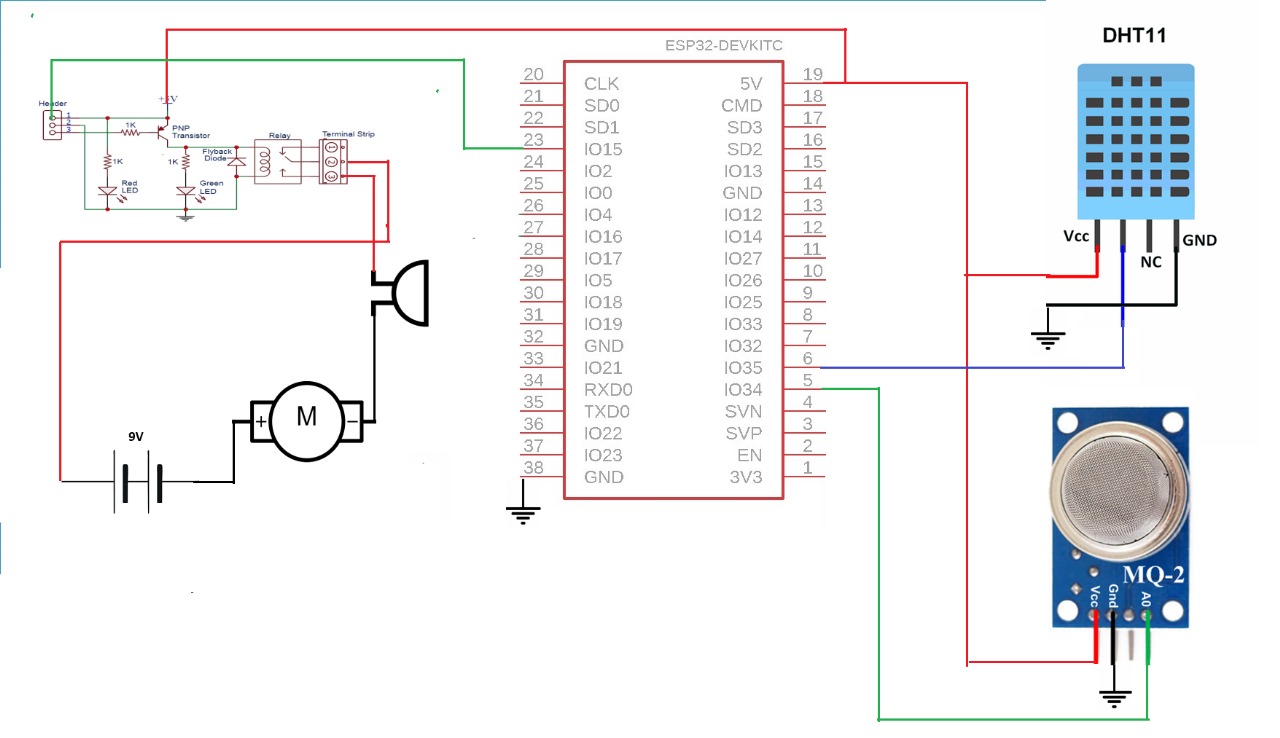 ESP32-DEVKITC
DHT11
Header
1
2
3
+5V
1K
PNP
Transistor
1K
1K
Red
LED
Green
LED
Flyback
Diode
Relay
Terminal Strip
1
2
3
20 CLK 5V 19
21 SD0 CMD 18
22 SD1 SD3 17
23 IO15 SD2 16
24 IO2 IO13 15
25 IO0 GND 14
26 IO4 IO12 13
27 IO16 IO14 12
28 IO17 IO27 11
29 IO5 IO26 10
30 IO18 IO25 9
31 IO19 IO33 8
32 GND IO32 7
33 IO21 IO35 6
34 RXD0 IO34 5
35 TXD0 SVN 4
36 IO22 SVP 3
37 IO23 EN 2
38 GND 3V3 1
Vcc
NC
GND
+ M −
9V
MQ-2
Vcc
Gnd
A0